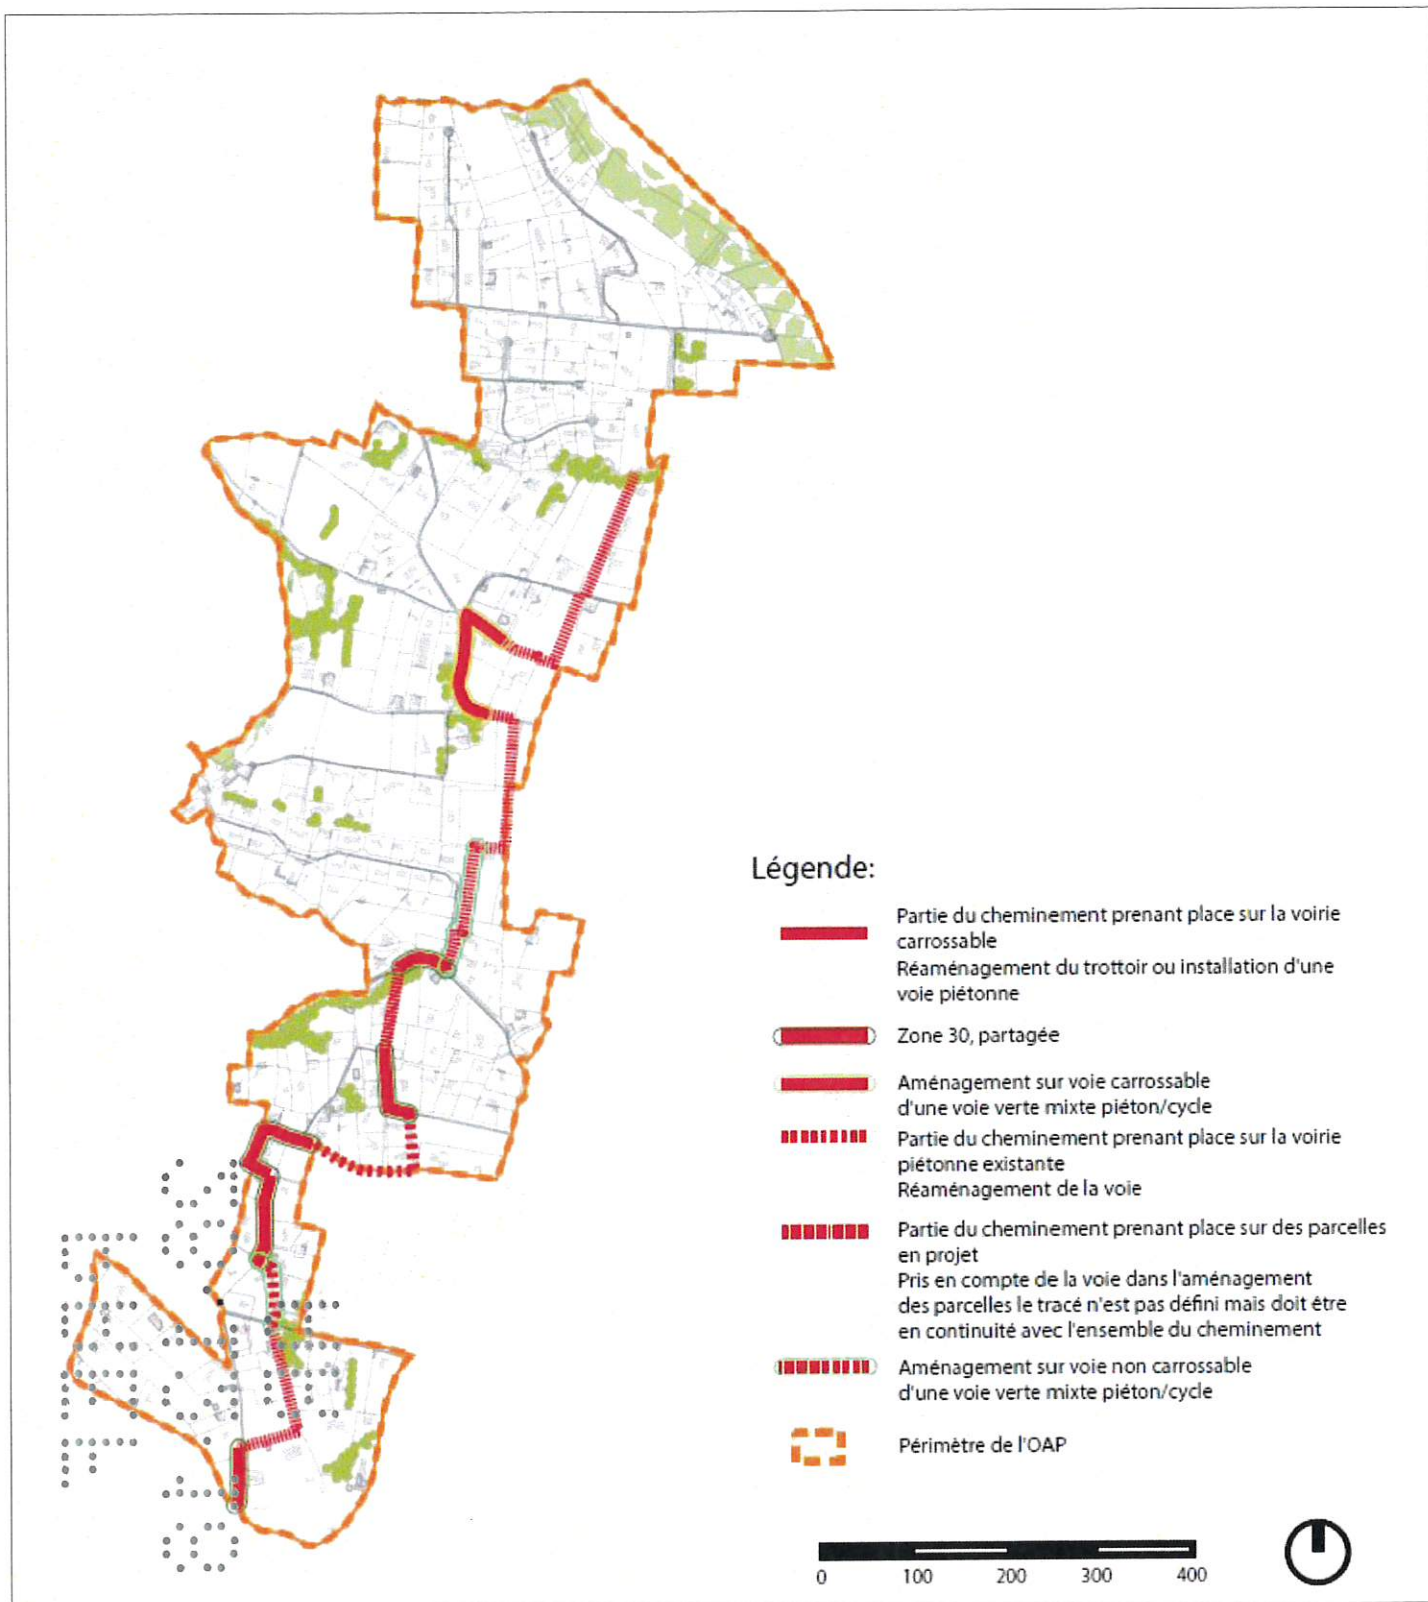 Légende:
Partie du cheminement prenant place sur la voirie
carrossable
Réaménagement du trottoir ou installation d'une
voie piétonne
Zone 30, partagée
Aménagement sur voie carrossable
d'une voie verte mixte piéton/cycle
Partie du cheminement prenant place sur la voirie
piétonne existante
Réaménagement de la voie
Partie du cheminement prenant place sur des parcelles
en projet
Pris en compte de la voie dans l'aménagement
des parcelles le tracé n'est pas défini mais doit être
en continuité avec l'ensemble du cheminement
Aménagement sur voie non carrossable
d'une voie verte mixte piéton/cycle
Périmètre de l'OAP
0 100 200 300 400